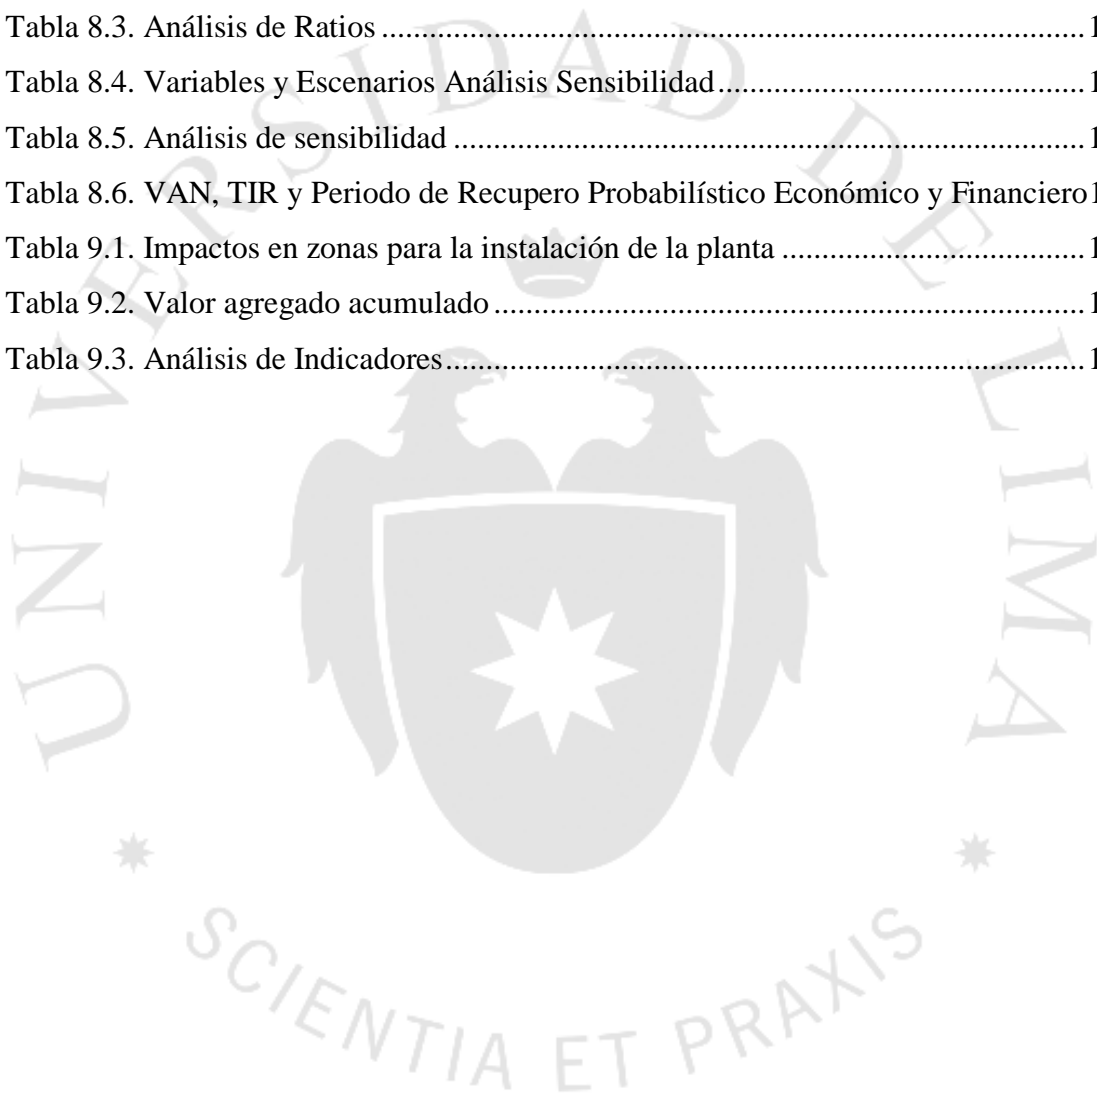 Tabla 8.3. Análisis de Ratios ........................................................................................ 1
Tabla 8.4. Variables y Escenarios Análisis Sensibilidad .............................................. 1
Tabla 8.5. Análisis de sensibilidad ............................................................................... 1
Tabla 8.6. VAN, TIR y Periodo de Recupero Probabilístico Económico y Financiero 1
Tabla 9.1. Impactos en zonas para la instalación de la planta ...................................... 1
Tabla 9.2. Valor agregado acumulado .......................................................................... 1
Tabla 9.3. Análisis de Indicadores ................................................................................ 1
UNIVERSIDAD DE LIMA
SCIENTIA ET PRAXIS